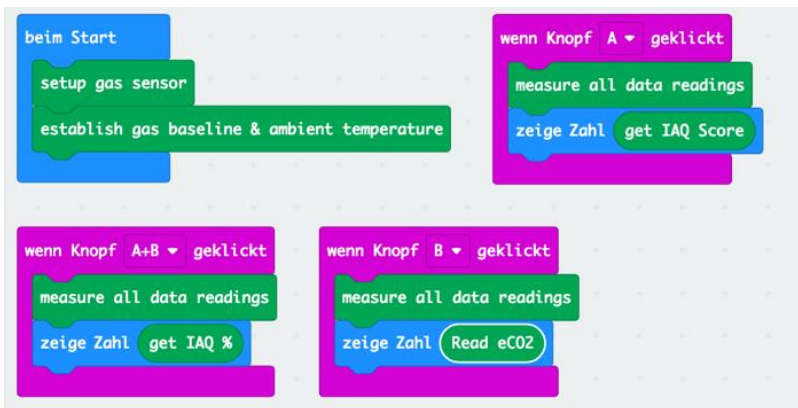 beim Start
setup gas sensor
establish gas baseline & ambient temperature
wenn Knopf A geklickt
measure all data readings
zeige Zahl get IAQ Score
wenn Knopf A+B geklickt
measure all data readings
zeige Zahl get IAQ %
wenn Knopf B geklickt
measure all data readings
zeige Zahl Read eCO2